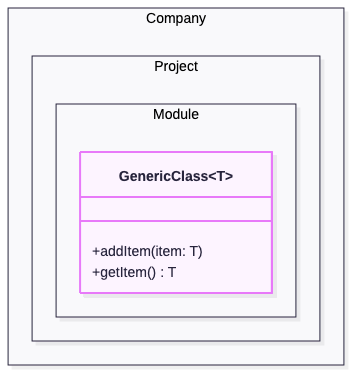 Company
Project
Module
GenericClass<T>
+addItem(item: T)
+getItem() : T